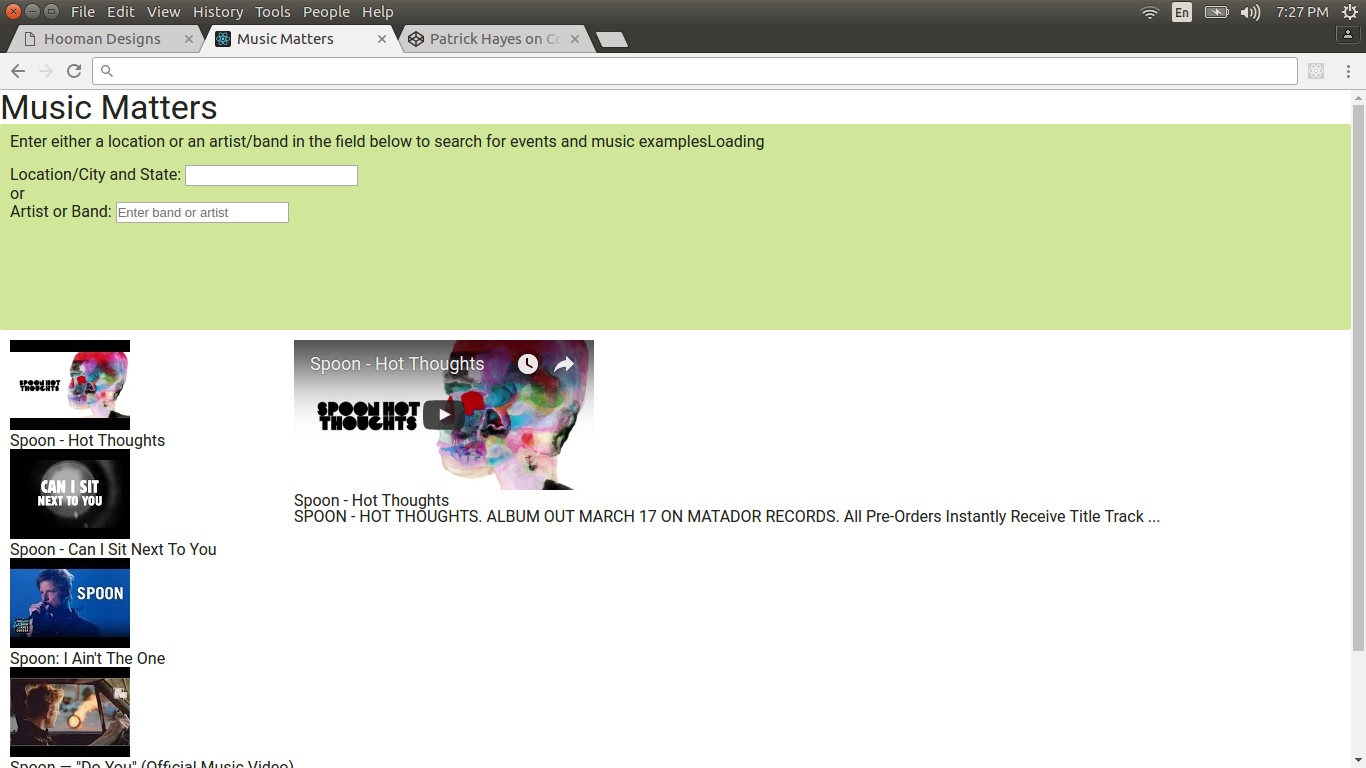 File Edit View History Tools People Help
En 7:27 PM
Hooman Designs
Music Matters
Patrick Hayes on Co
Music Matters
Enter either a location or an artist/band in the field below to search for events and music examplesLoading
Location/City and State:
or
Artist or Band: Enter band or artist
SPOON HOT
THOUGHTS
Spoon - Hot Thoughts
CAN I SIT
NEXT TO YOU
Spoon - Can I Sit Next To You
SPOON
Spoon: I Ain't The One
Spoon — "Do You" (Official Music Video)
Spoon - Hot Thoughts
SPOON HOT
THOUGHTS
Spoon - Hot Thoughts
SPOON - HOT THOUGHTS. ALBUM OUT MARCH 17 ON MATADOR RECORDS. All Pre-Orders Instantly Receive Title Track ...